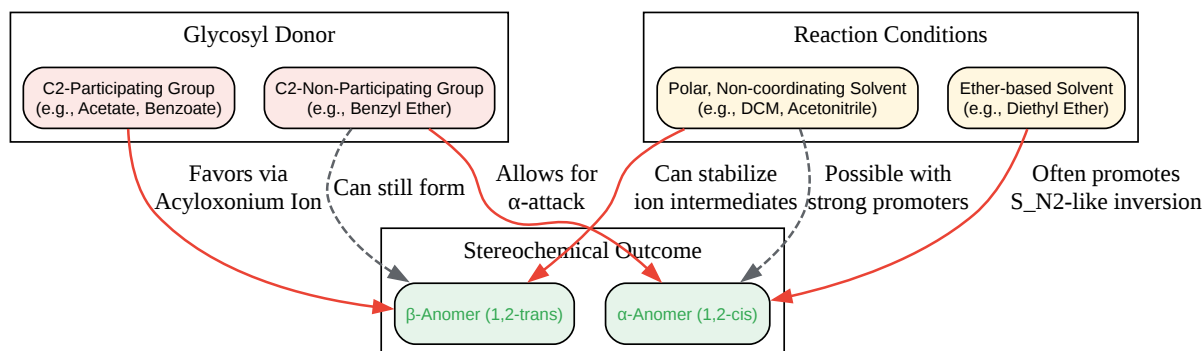 Glycosyl Donor
Reaction Conditions
C2-Participating Group
(e.g., Acetate, Benzoate)
C2-Non-Participating Group
(e.g., Benzyl Ether)
Polar, Non-coordinating Solvent
(e.g., DCM, Acetonitrile)
Ether-based Solvent
(e.g., Diethyl Ether)
Favors via
Acyloxonium Ion
Can still form
Allows for
α-attack
Can stabilize
ion intermediates
Possible with
strong promoters
Often promotes
S_N2-like inversion
Stereochemical Outcome
β-Anomer (1,2-trans)
α-Anomer (1,2-cis)